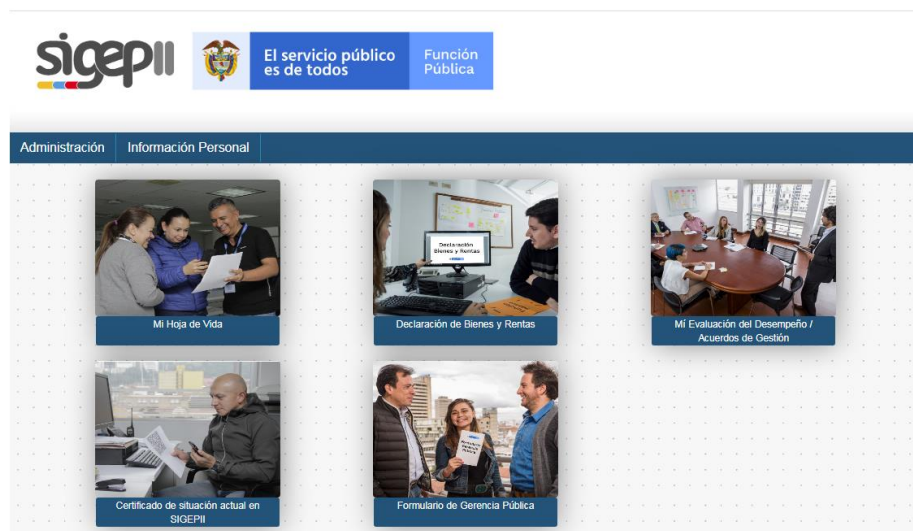 sigepII
El servicio público
es de todos
Función
Pública
Administración
Información Personal
Mi Hoja de Vida
Declaración
Bienes y Rentas
Declaración de Bienes y Rentas
Mí Evaluación del Desempeño /
Acuerdos de Gestión
Certificado de situación actual en
SIGEPII
Formulario de Gerencia Pública